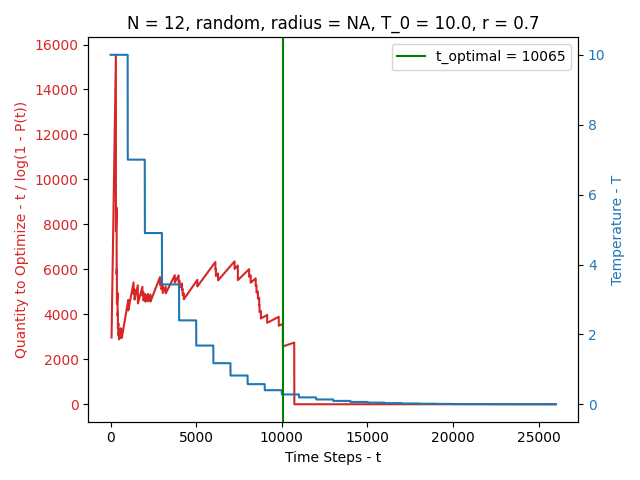 N = 12, random, radius = NA, T_0 = 10.0, r = 0.7
t_optimal = 10065
Quantity to Optimize - t / log(1 - P(t))
16000
14000
12000
10000
8000
6000
4000
2000
0
10
8
6
4
2
0
Temperature - T
0 5000 10000 15000 20000 25000
Time Steps - t